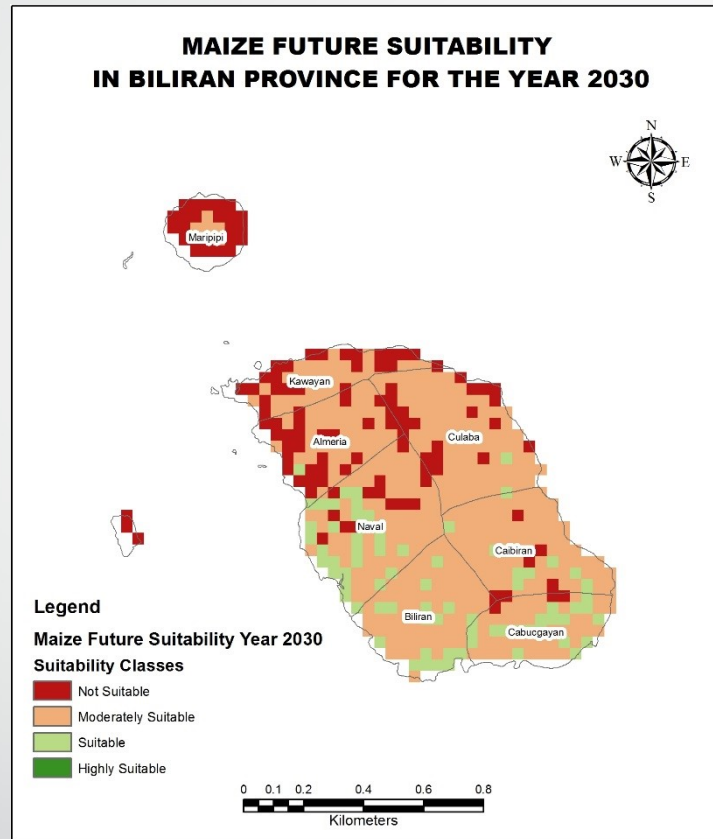 MAIZE FUTURE SUITABILITY
IN BILIRAN PROVINCE FOR THE YEAR 2030
N
W E
S
Maripipi
Kawayan
Almeria
Culaba
Naval
Caibiran
Biliran
Cabucgayan
Legend
Maize Future Suitability Year 2030
Suitability Classes
Not Suitable
Moderately Suitable
Suitable
Highly Suitable
0 0.1 0.2 0.4 0.6 0.8
Kilometers